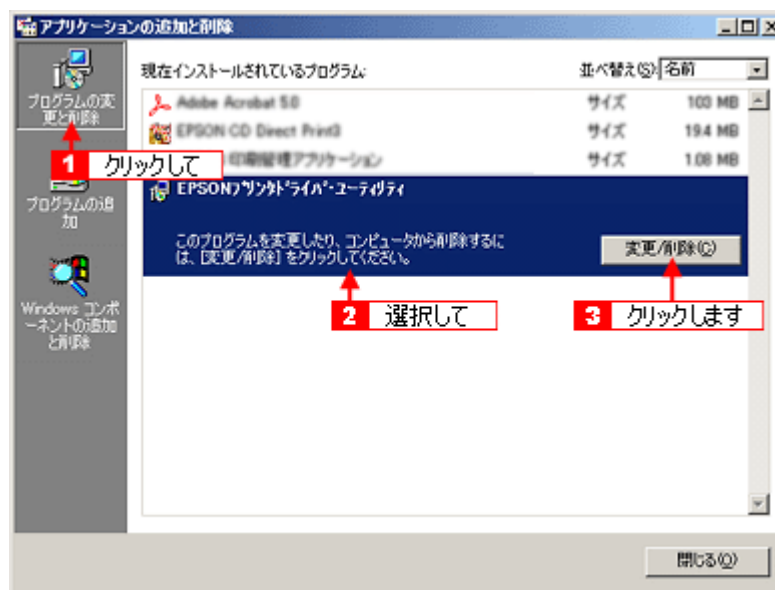 アプリケーションの追加と削除
プログラムの変
更と削除
現在インストールされているプログラム:
並べ替え(S): 名前
Adobe Acrobat 5.0 サイズ 103 MB
EPSON CD Direct Print3 サイズ 19.4 MB
印刷管理アプリケーション サイズ 1.08 MB
1 クリックして
プログラムの追
加
EPSONプリンタドライバ・ユーティリティ
このプログラムを変更したり、コンピュータから削除するに
は、[変更/削除] をクリックしてください。
変更/削除(C)
Windows コンポ
ーネントの追加
と削除
2 選択して
3 クリックします
閉じる(O)